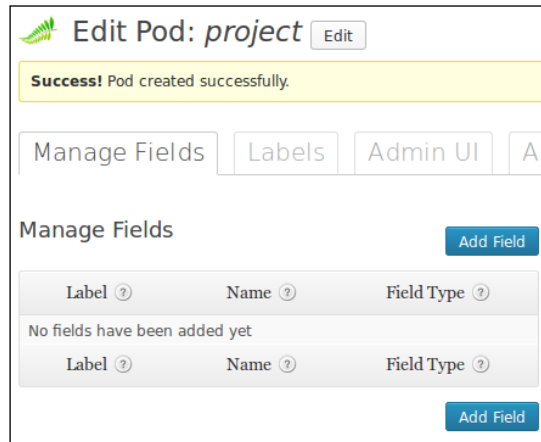 Edit Pod: project Edit
Success! Pod created successfully.
Manage Fields Labels Admin UI A
Manage Fields
Add Field
Label ? Name ? Field Type ?
No fields have been added yet
Label ? Name ? Field Type ?
Add Field